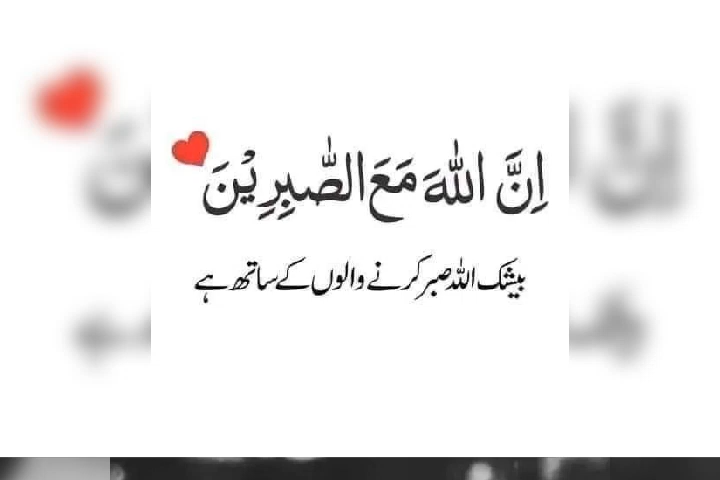 اِنَّ اللّٰهَ مَعَ الصّٰبِرِيْنَ
بیشک اللہ صبر کرنے والوں کے ساتھ ہے